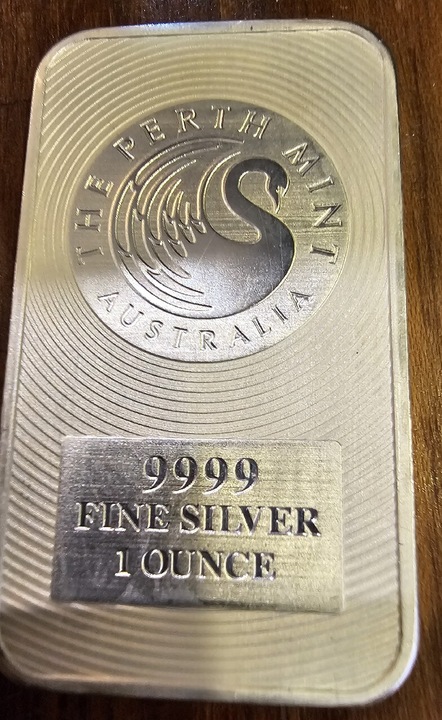 THE PERTH MINT
AUSTRALIA
9999
FINE SILVER
1 OUNCE